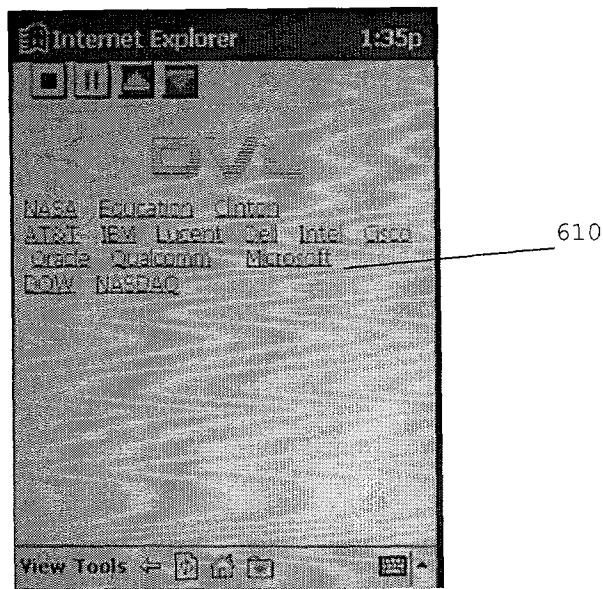 Internet Explorer 1:35p
NASA Education Clinton
AT&T IBM Lucent Dell Intel Cisco
Oracle Qualcomm Microsoft
DOW NASDAQ
610
View Tools